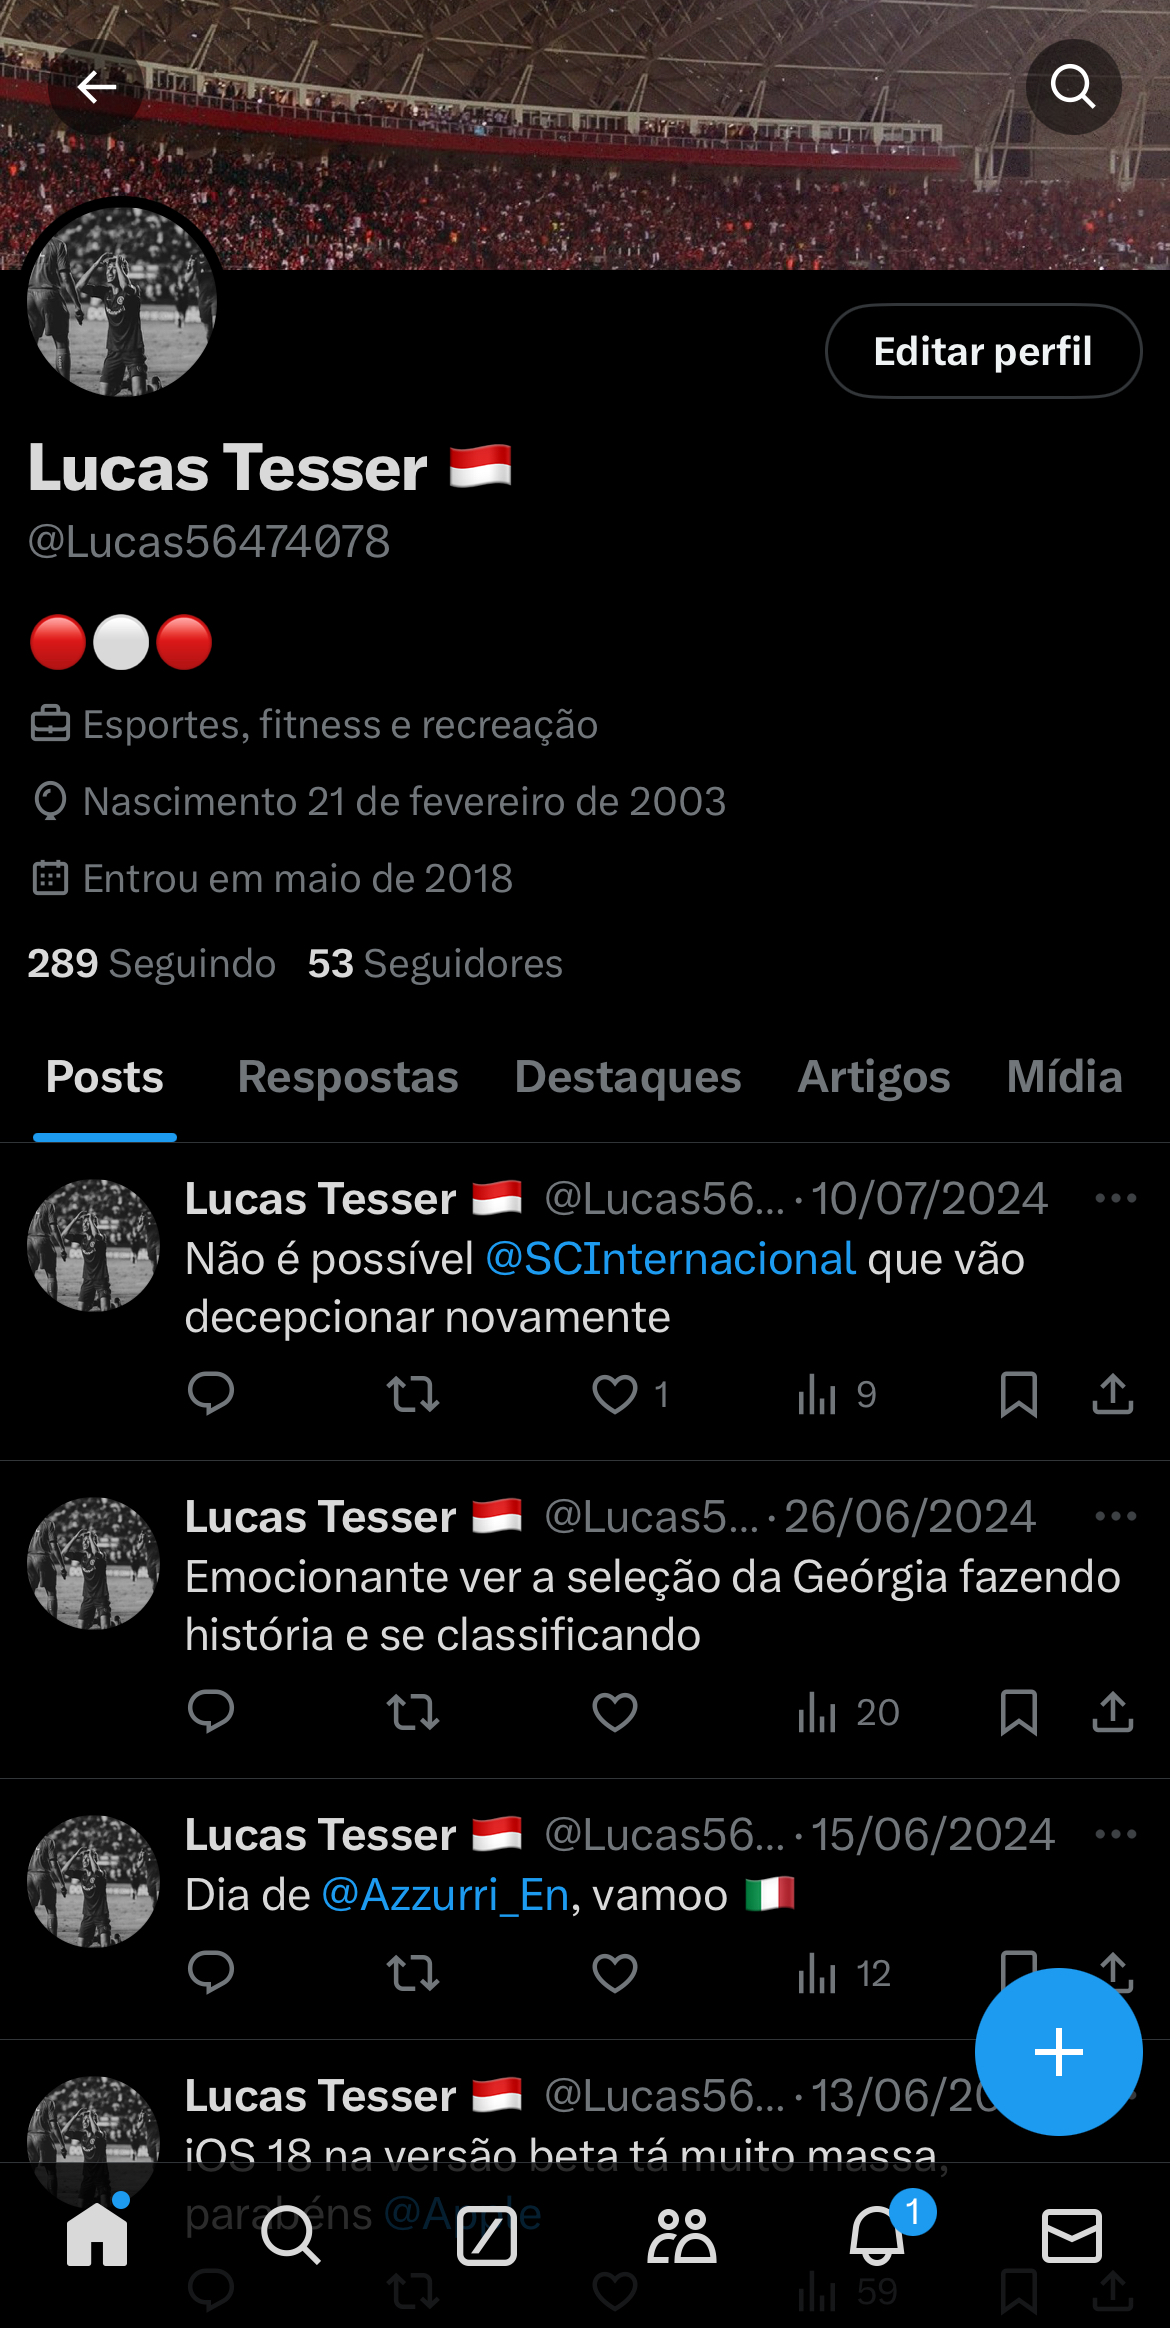 Editar perfil
Lucas Tesser 🇮🇩
@Lucas56474078
🔴⚪🔴
Esportes, fitness e recreação
Nascimento 21 de fevereiro de 2003
Entrou em maio de 2018
289 Seguindo 53 Seguidores
Posts Respostas Destaques Artigos Mídia
Lucas Tesser 🇮🇩 @Lucas56... · 10/07/2024
Não é possível @SCInternacional que vão
decepcionar novamente
1 9
Lucas Tesser 🇮🇩 @Lucas5... · 26/06/2024
Emocionante ver a seleção da Geórgia fazendo
história e se classificando
20
Lucas Tesser 🇮🇩 @Lucas56... · 15/06/2024
Dia de @Azzurri_En, vamoo 🇮🇹
12
Lucas Tesser 🇮🇩 @Lucas56... · 13/06/20
iOS 18 na versão beta tá muito massa,
parabéns @Apple
1
59